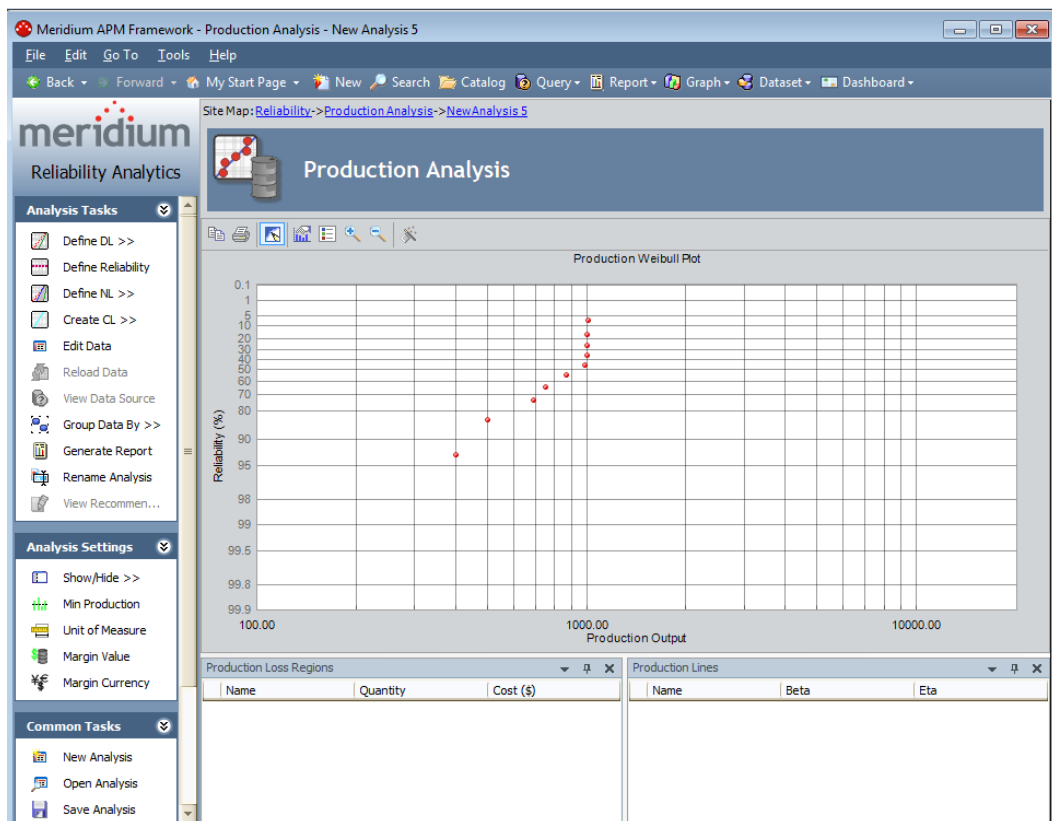 Meridium APM Framework - Production Analysis - New Analysis 5
File Edit Go To Tools Help
Back Forward My Start Page New Search Catalog Query Report Graph Dataset Dashboard
meridium
Reliability Analytics
Site Map: Reliability->Production Analysis->NewAnalysis 5
Production Analysis
Analysis Tasks
Define DL >>
Define Reliability
Define NL >>
Create CL >>
Edit Data
Reload Data
View Data Source
Group Data By >>
Generate Report
Rename Analysis
View Recommen...
Analysis Settings
Show/Hide >>
Min Production
Unit of Measure
Margin Value
Margin Currency
Common Tasks
New Analysis
Open Analysis
Save Analysis
Production Weibull Plot
Reliability (%)
0.1
1
5
10
20
30
40
50
60
70
80
90
95
98
99
99.5
99.8
99.9
100.00 1000.00 10000.00
Production Output
Production Loss Regions
Name Quantity Cost ($)
Production Lines
Name Beta Eta